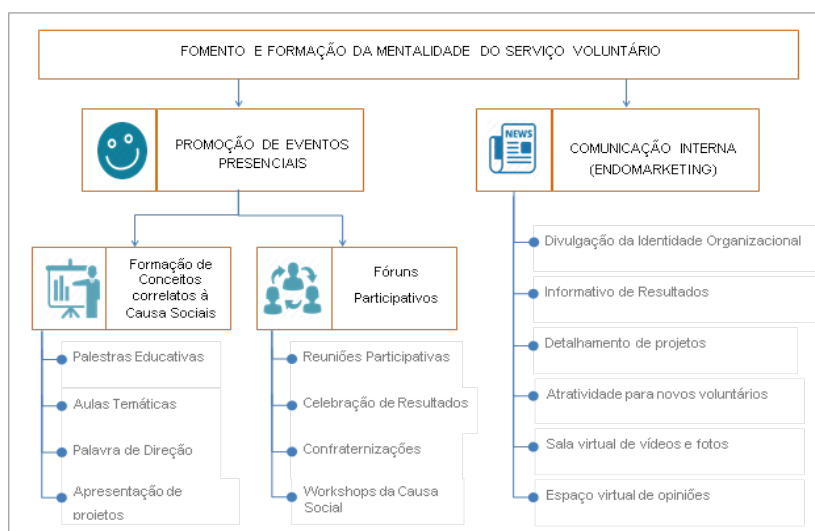 FOMENTO E FORMAÇÃO DA MENTALIDADE DO SERVIÇO VOLUNTÁRIO
PROMOÇÃO DE EVENTOS
PRESENCIAIS
NEWS
COMUNICAÇÃO INTERNA
(ENDOMARKETING)
Formação de
Conceitos
correlatos à
Causa Sociais
Palestras Educativas
Aulas Temáticas
Palavra de Direção
Apresentação de
projetos
Fóruns
Participativos
Reuniões Participativas
Celebração de Resultados
Confraternizações
Workshops da Causa
Social
Divulgação da Identidade Organizacional
Informativo de Resultados
Detalhamento de projetos
Atratividade para novos voluntários
Sala virtual de vídeos e fotos
Espaço virtual de opiniões